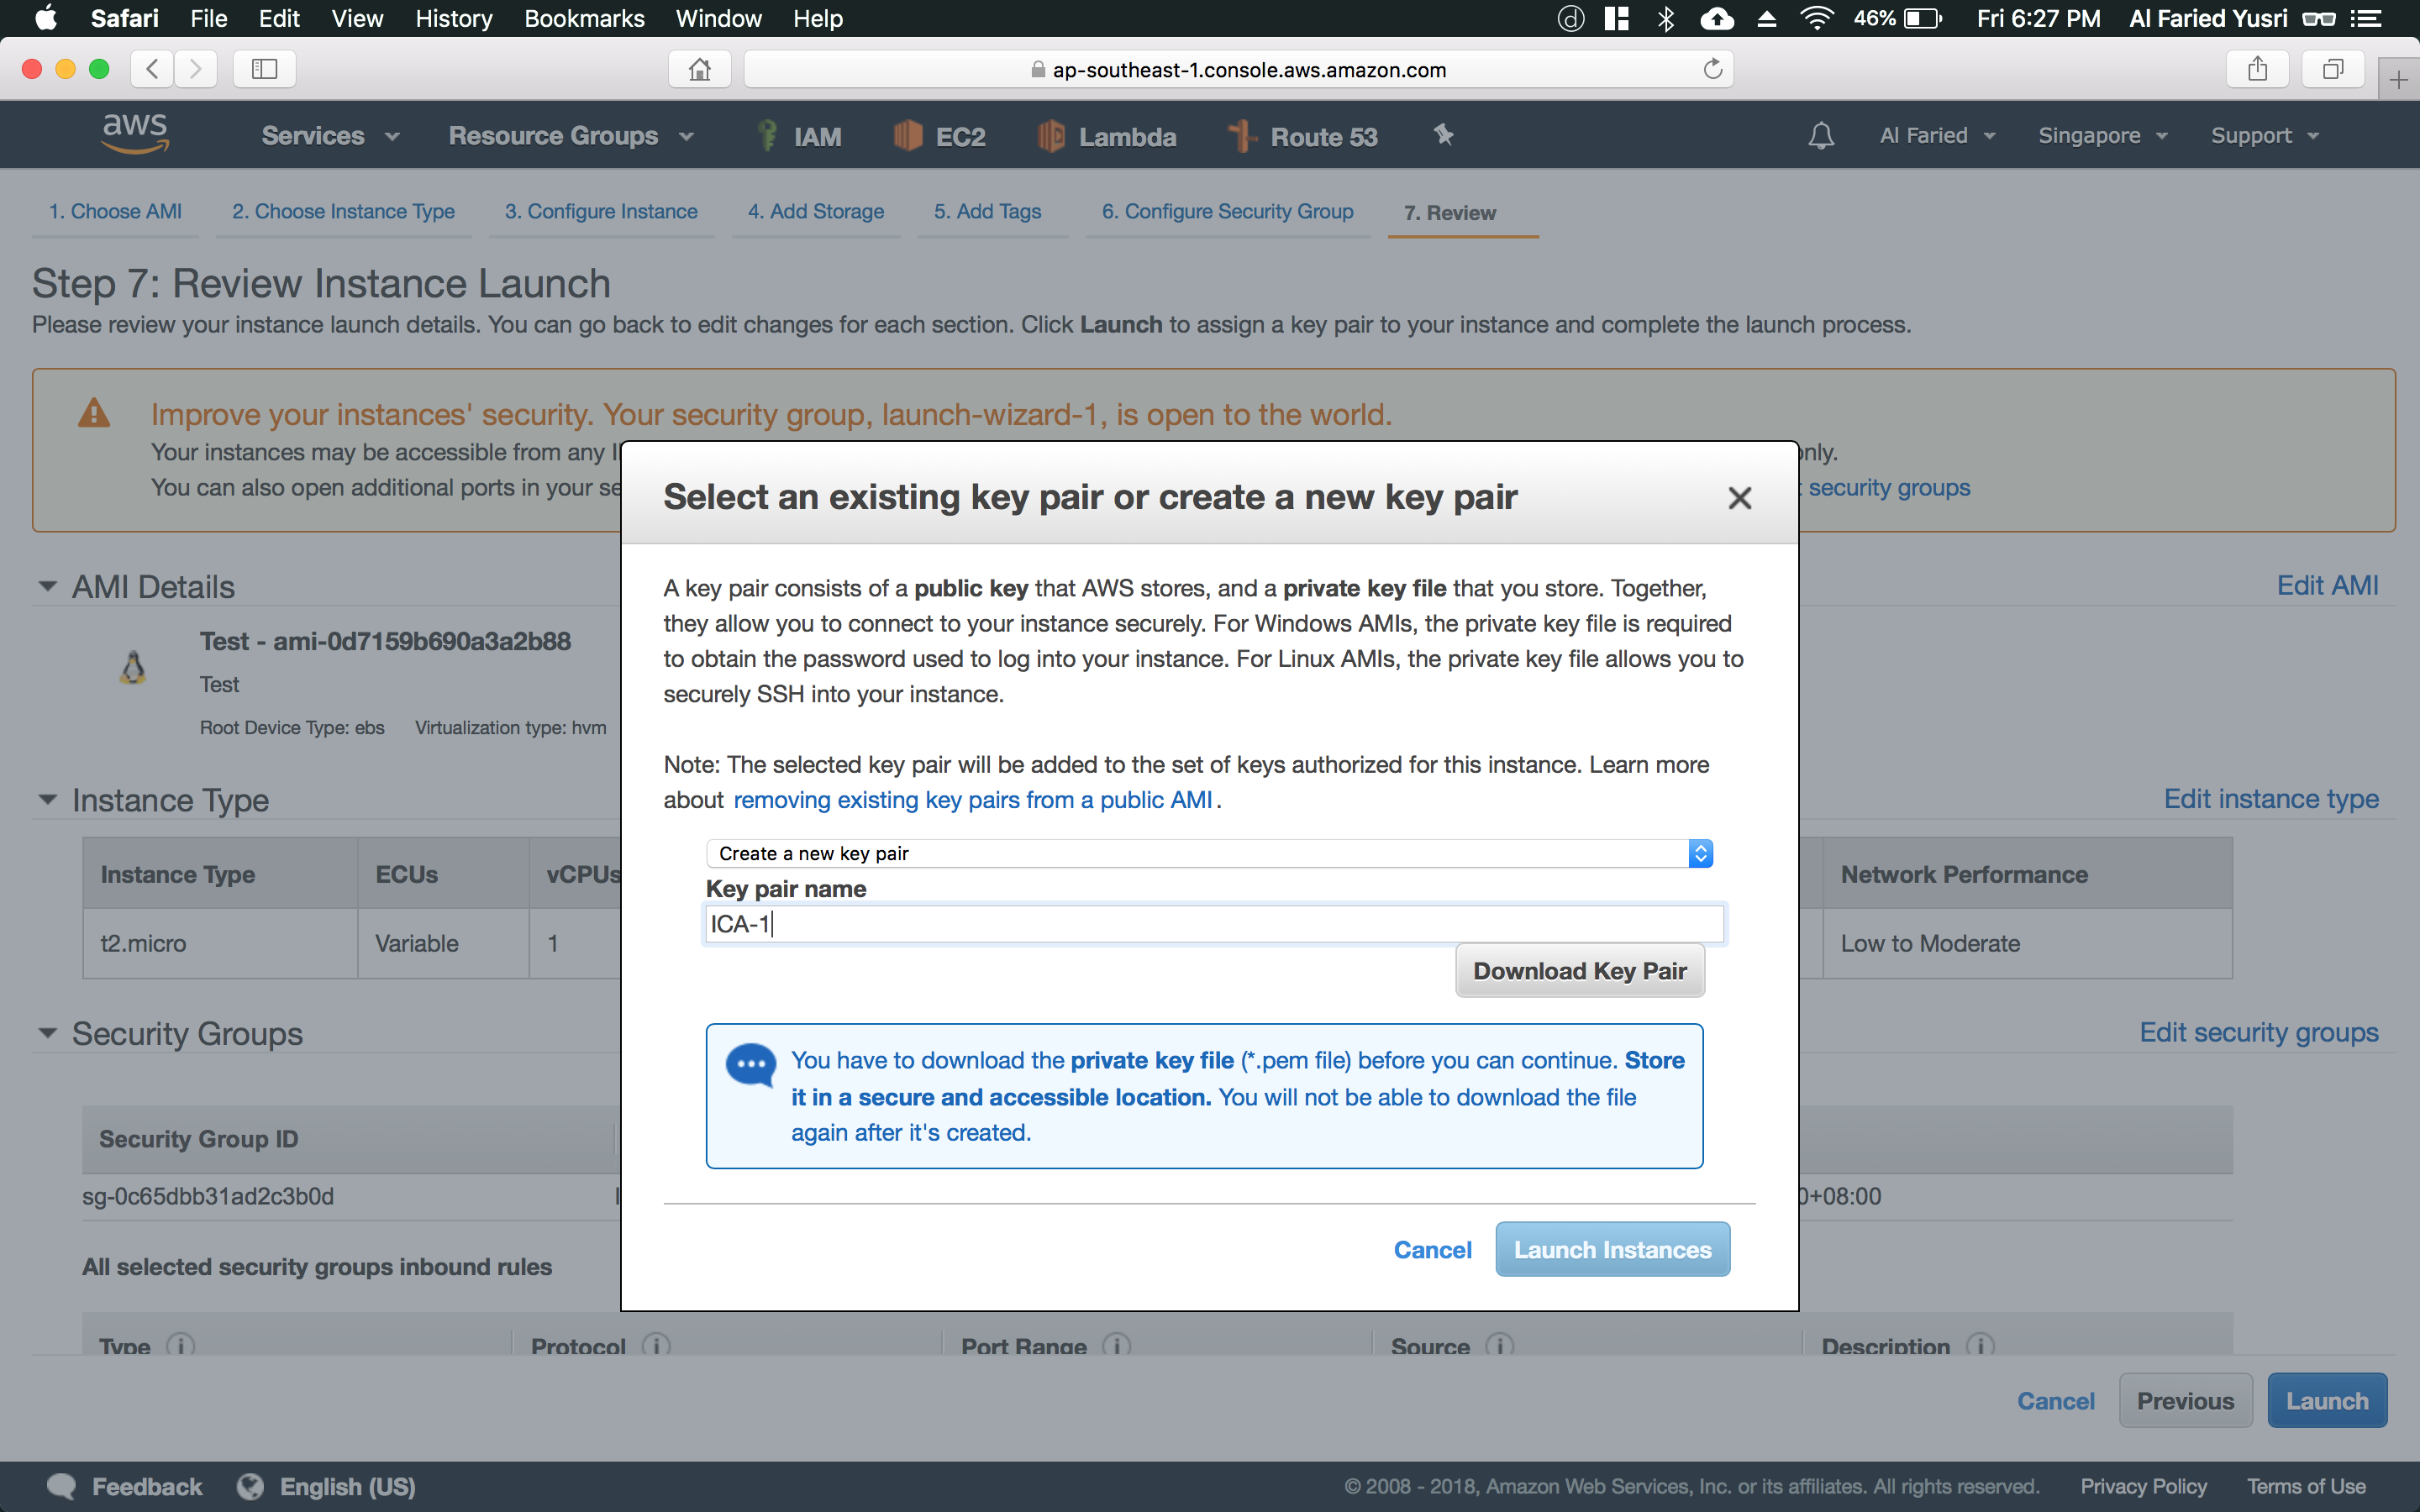 Safari File Edit View History Bookmarks Window Help 46% Fri 6:27 PM Al Faried Yusri
ap-southeast-1.console.aws.amazon.com
aws Services Resource Groups IAM EC2 Lambda Route 53 Al Faried Singapore Support
1. Choose AMI 2. Choose Instance Type 3. Configure Instance 4. Add Storage 5. Add Tags 6. Configure Security Group 7. Review
Step 7: Review Instance Launch
Please review your instance launch details. You can go back to edit changes for each section. Click Launch to assign a key pair to your instance and complete the launch process.
Improve your instances' security. Your security group, launch-wizard-1, is open to the world.
Your instances may be accessible from any
You can also open additional ports in your
security groups
Select an existing key pair or create a new key pair
A key pair consists of a public key that AWS stores, and a private key file that you store. Together,
they allow you to connect to your instance securely. For Windows AMIs, the private key file is required
to obtain the password used to log into your instance. For Linux AMIs, the private key file allows you to
securely SSH into your instance.
Note: The selected key pair will be added to the set of keys authorized for this instance. Learn more
about removing existing key pairs from a public AMI.
Create a new key pair
Key pair name
ICA-1
Download Key Pair
You have to download the private key file (*.pem file) before you can continue. Store
it in a secure and accessible location. You will not be able to download the file
again after it's created.
Cancel Launch Instances
AMI Details Edit AMI
Test - ami-0d7159b690a3a2b88
Test
Root Device Type: ebs Virtualization type: hvm
Instance Type Edit instance type
Instance Type ECUs vCPUs Network Performance
t2.micro Variable 1 Low to Moderate
Security Groups Edit security groups
Security Group ID
sg-0c65dbb31ad2c3b0d 0+08:00
All selected security groups inbound rules
Type Protocol Port Range Source Description
Cancel Previous Launch
Feedback English (US) © 2008 - 2018, Amazon Web Services, Inc. or its affiliates. All rights reserved. Privacy Policy Terms of Use